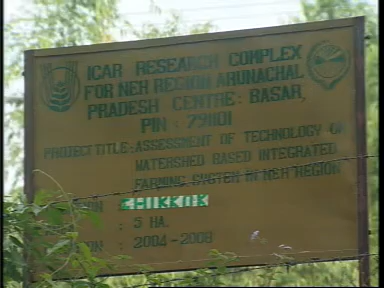 ICAR RESEARCH COMPLEX
FOR NEH REGION ARUNACHAL
PRADESH CENTRE: BASAR
PIN : 791101
PROJECT TITLE: ASSESSMENT OF TECHNOLOGY OF
WATERSHED BASED INTEGRATED
FARMING SYSTEM IN NEH REGION
: 5 HA.
: 2004-2008